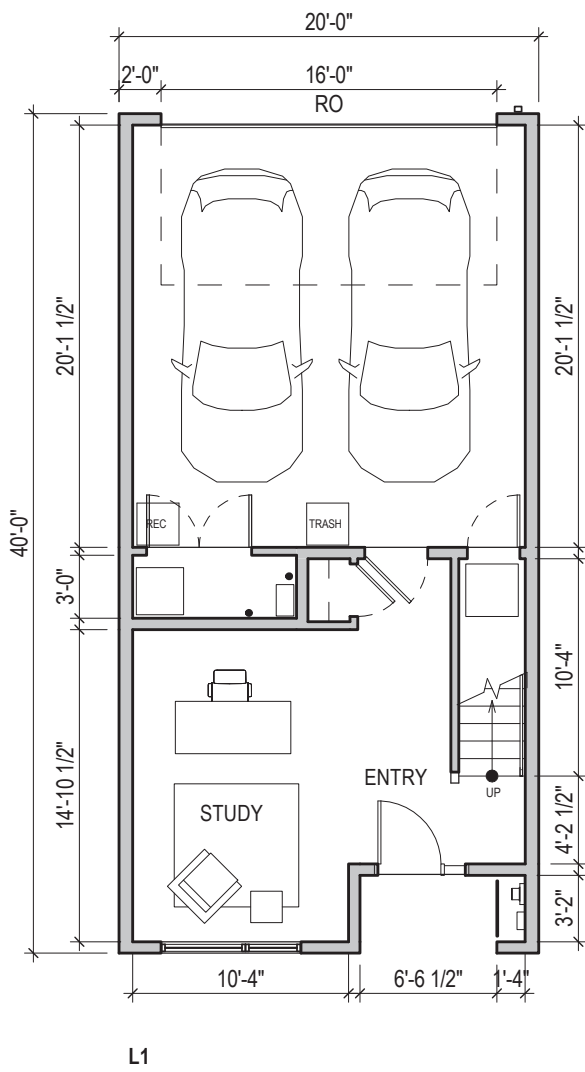 20'-0"
2'-0" 16'-0"
RO
20'-1 1/2" 20'-1 1/2"
40'-0"
REC TRASH
3'-0"
10'-4"
14'-10 1/2"
ENTRY
UP
STUDY
4'-2 1/2"
3'-2"
10'-4" 6'-6 1/2" 1'-4"
L1